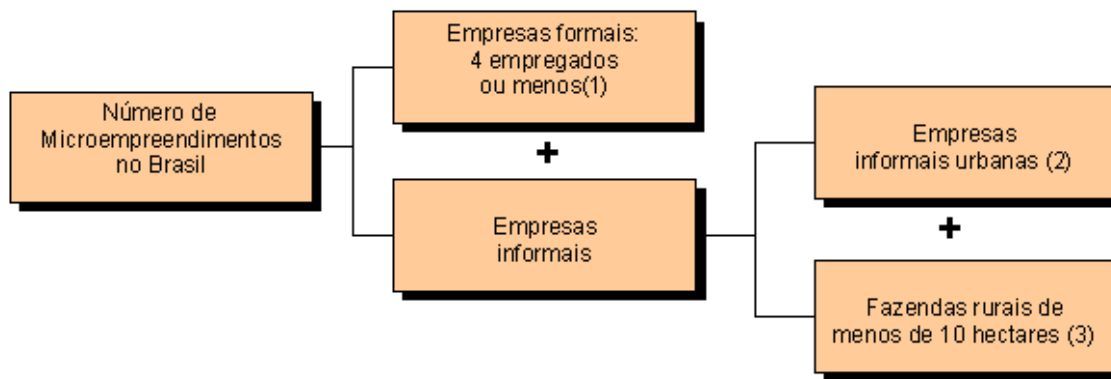 Número de
Microempreendimentos
no Brasil
Empresas formais:
4 empregados
ou menos(1)
+
Empresas
informais
Empresas
informais urbanas (2)
+
Fazendas rurais de
menos de 10 hectares (3)